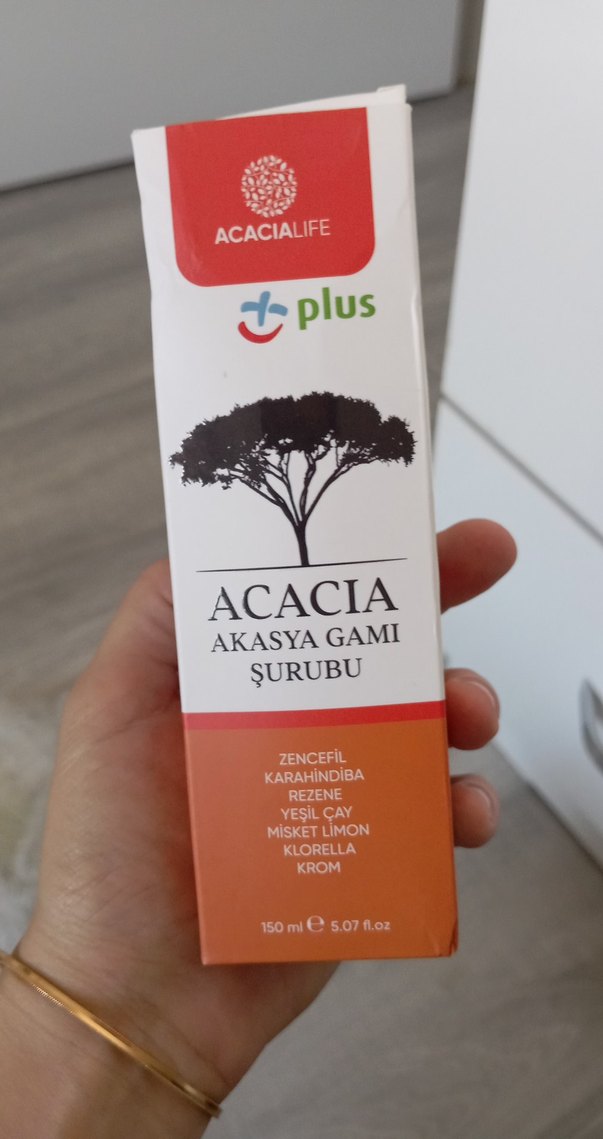 ACACIALIFE
plus
ACACIA
AKASYA GAMI
ŞURUBU
ZENCEFİL
KARAHİNDİBA
REZENE
YEŞİL ÇAY
MİSKET LİMON
KLORELLA
KROM
150 ml ℮ 5.07 fl.oz